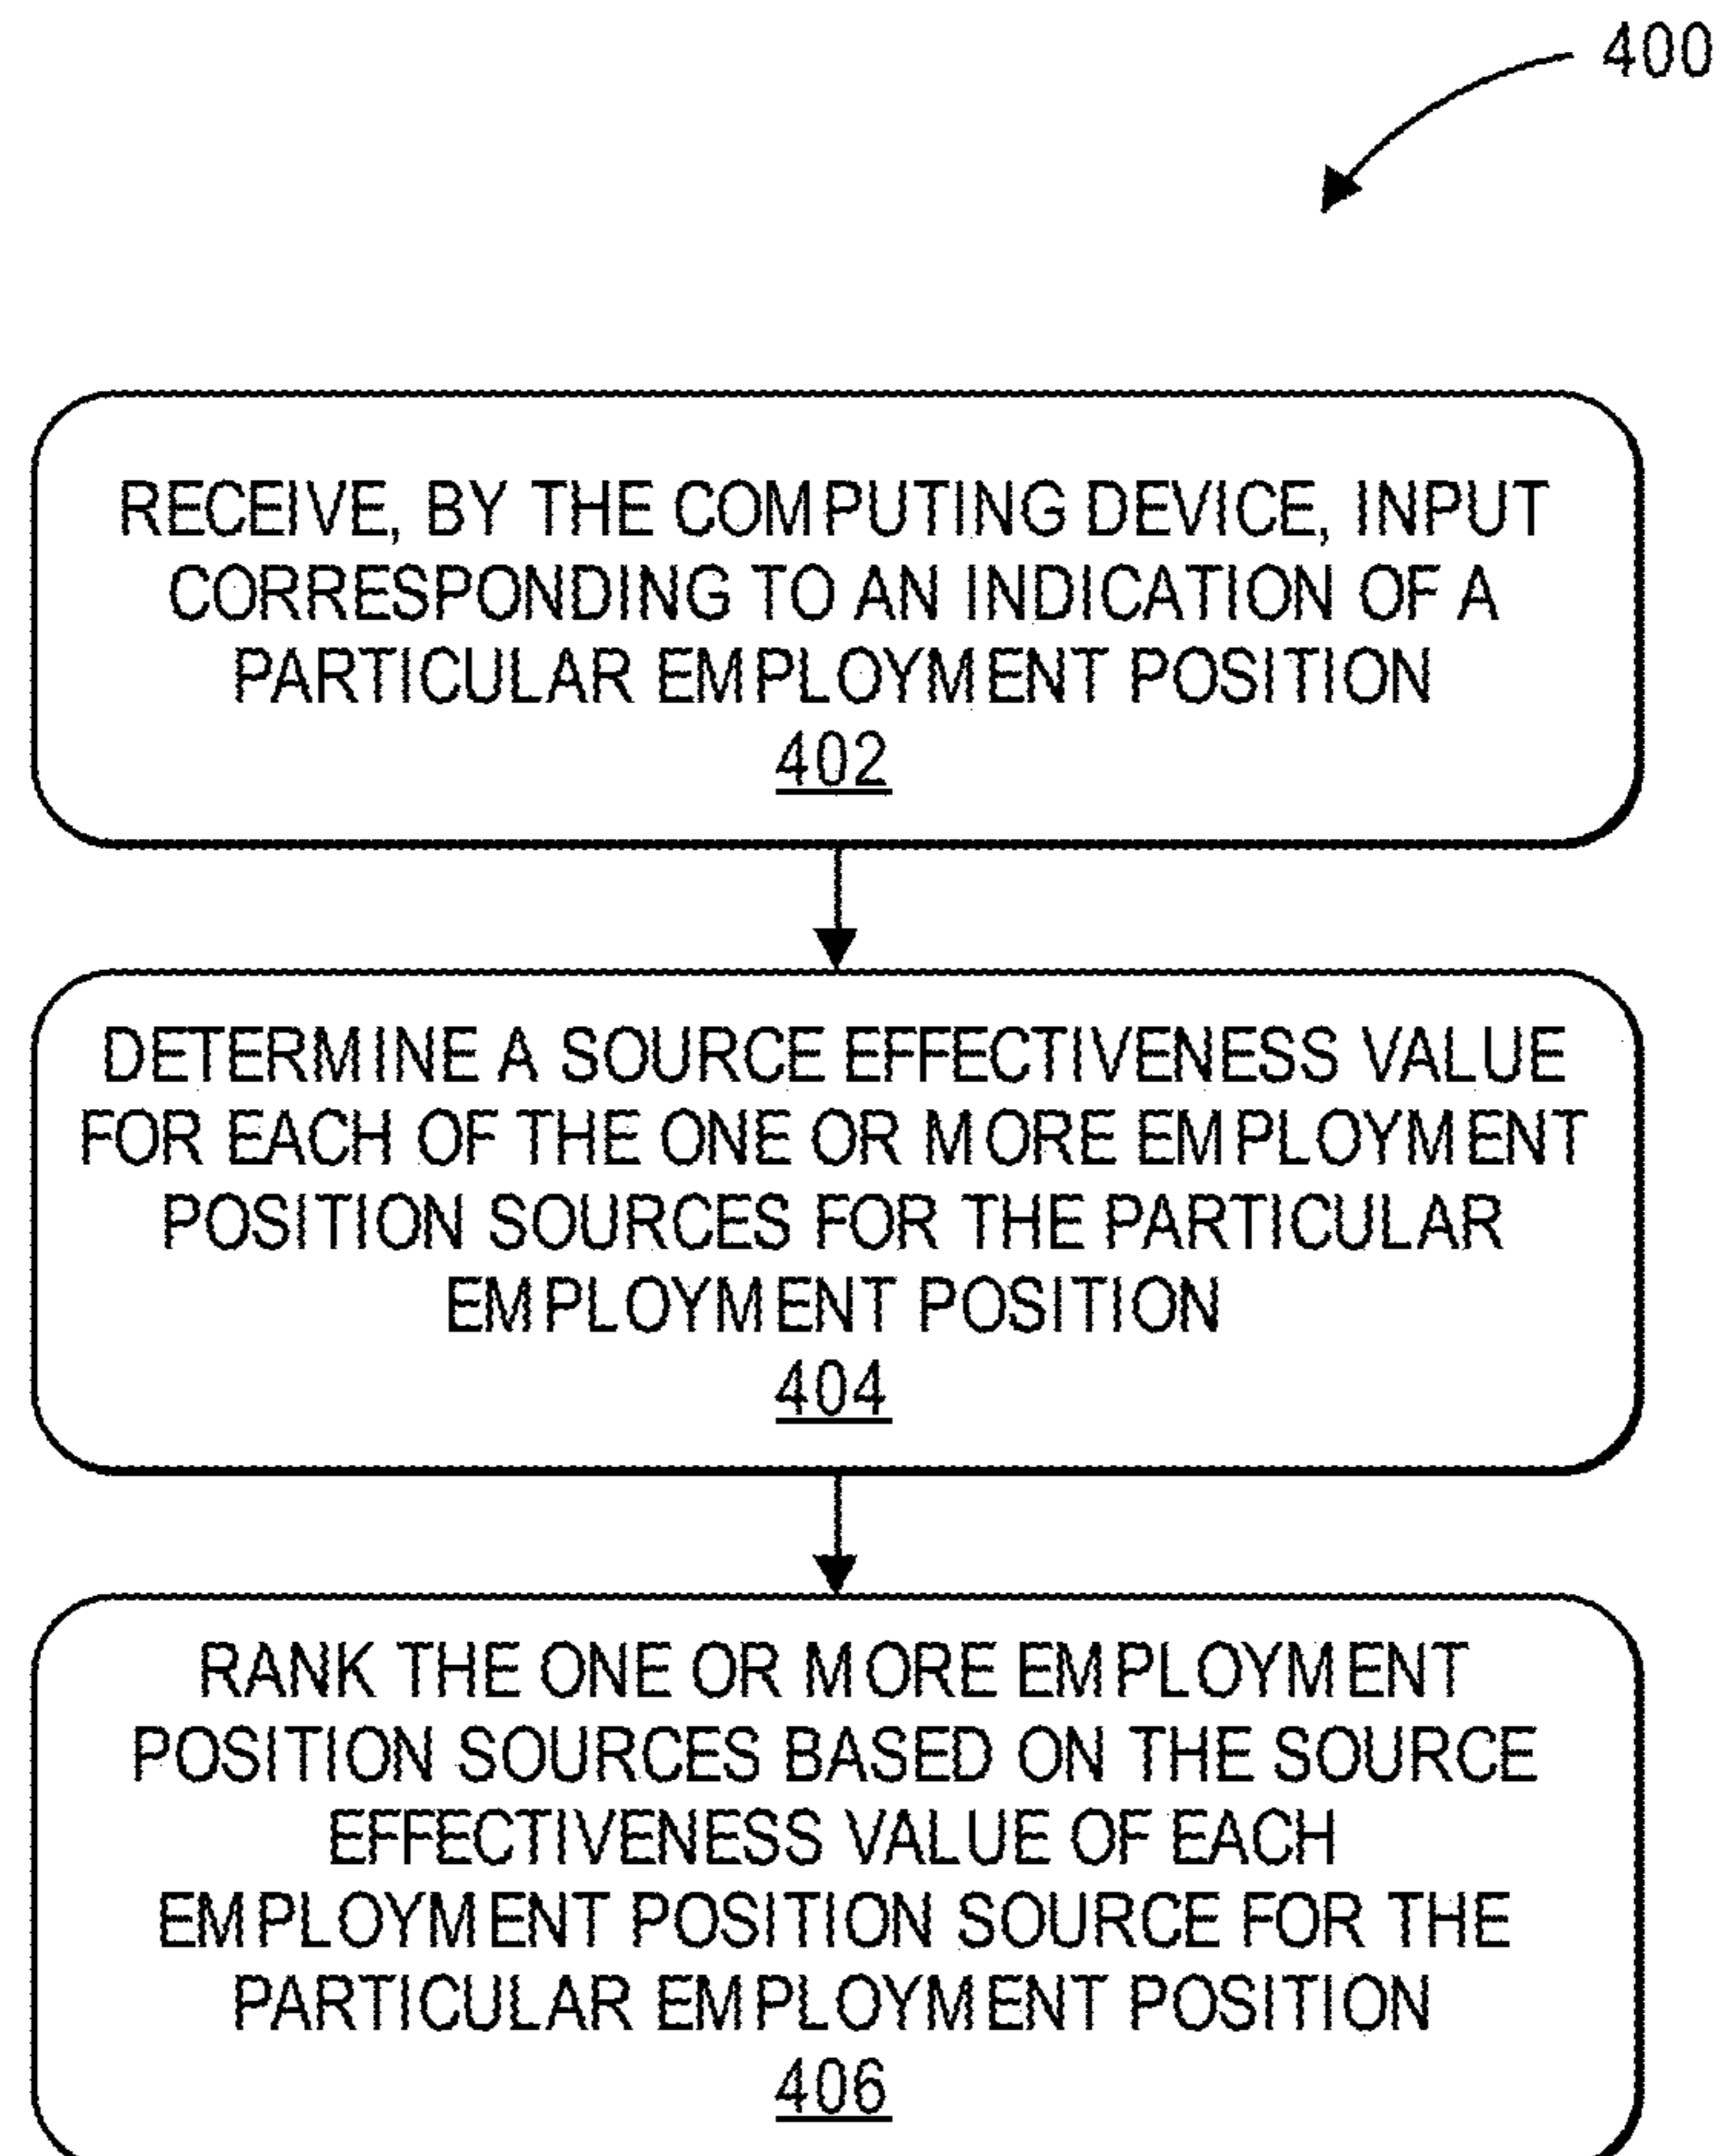 400
RECEIVE, BY THE COMPUTING DEVICE, INPUT
CORRESPONDING TO AN INDICATION OF A
PARTICULAR EMPLOYMENT POSITION
402
DETERMINE A SOURCE EFFECTIVENESS VALUE
FOR EACH OF THE ONE OR MORE EMPLOYMENT
POSITION SOURCES FOR THE PARTICULAR
EMPLOYMENT POSITION
404
RANK THE ONE OR MORE EMPLOYMENT
POSITION SOURCES BASED ON THE SOURCE
EFFECTIVENESS VALUE OF EACH
EMPLOYMENT POSITION SOURCE FOR THE
PARTICULAR EMPLOYMENT POSITION
406